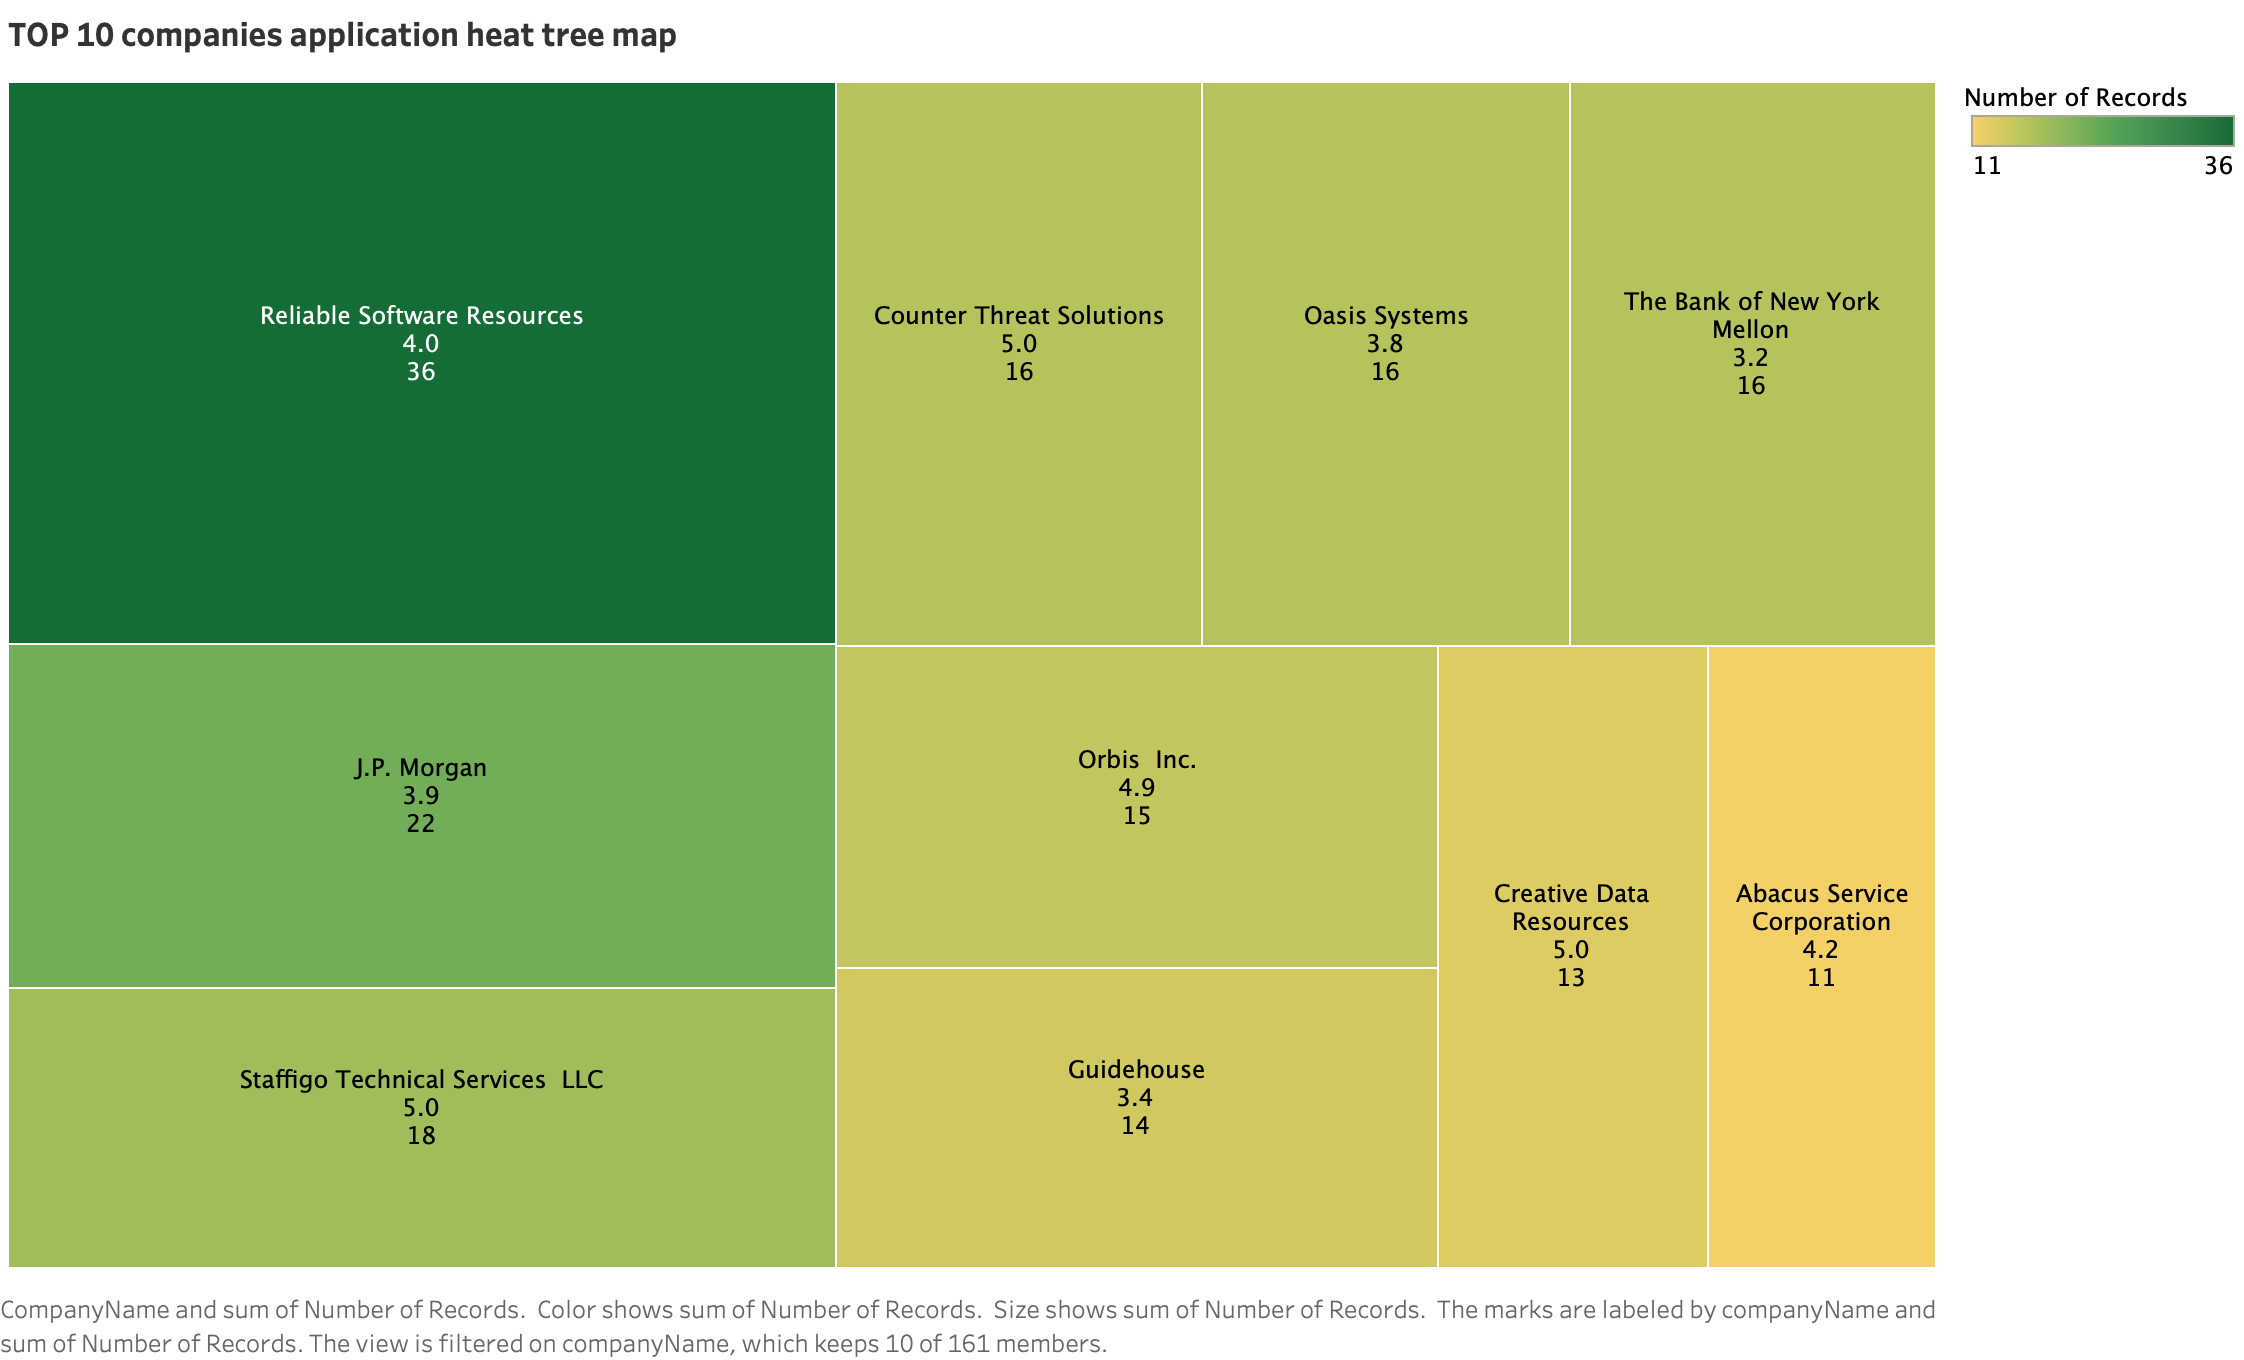 TOP 10 companies application heat tree map
Number of Records
11 36
Reliable Software Resources
4.0
36
Counter Threat Solutions
5.0
16
Oasis Systems
3.8
16
The Bank of New York
Mellon
3.2
16
J.P. Morgan
3.9
22
Orbis  Inc.
4.9
15
Creative Data
Resources
5.0
13
Abacus Service
Corporation
4.2
11
Staffigo Technical Services  LLC
5.0
18
Guidehouse
3.4
14
CompanyName and sum of Number of Records.  Color shows sum of Number of Records.  Size shows sum of Number of Records.  The marks are labeled by companyName and
sum of Number of Records. The view is filtered on companyName, which keeps 10 of 161 members.